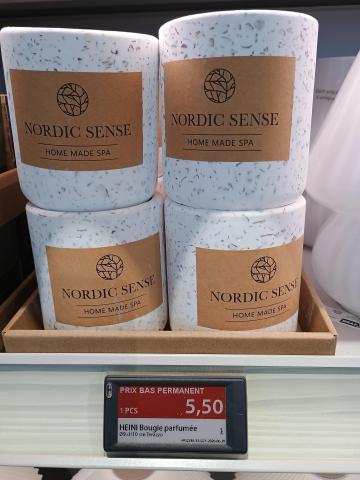 NORDIC SENSE
HOME MADE SPA
NORDIC SENSE
HOME MADE SPA
NORDIC SENSE
HOME MADE SPA
NORDIC SENSE
HOME MADE SPA
PRIX BAS PERMANENT
1 PCS
5,50
HEINI Bougie parfumée
Terazzo